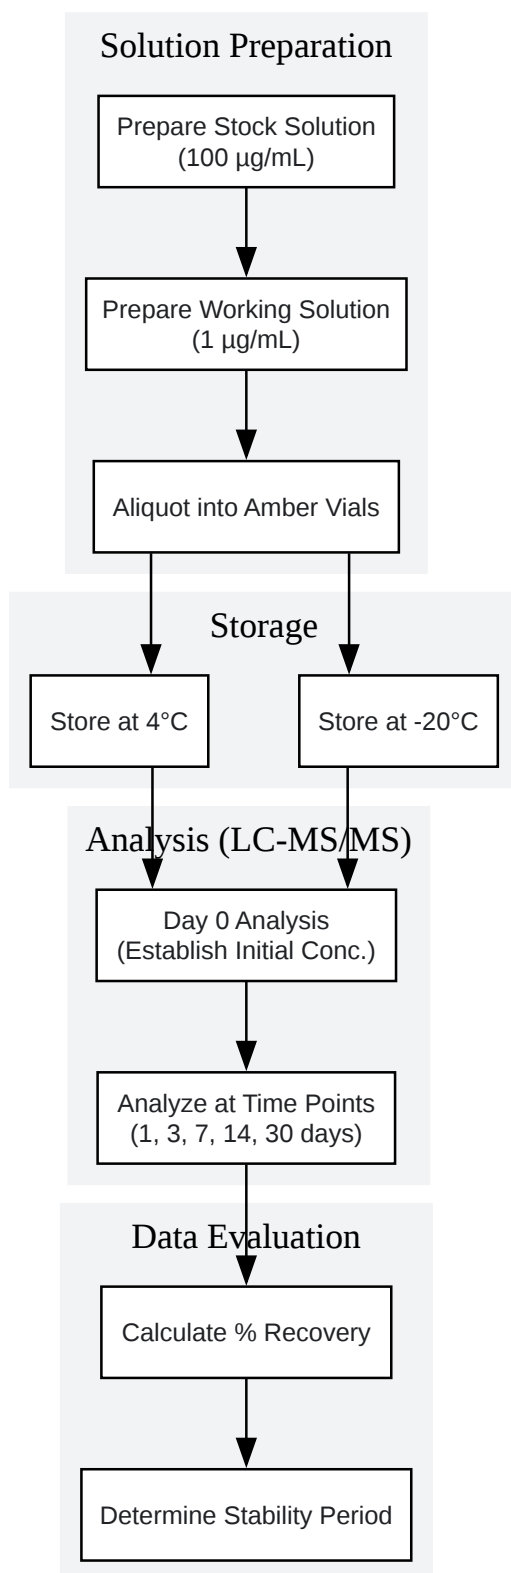 Solution Preparation
Prepare Stock Solution
(100 µg/mL)
Prepare Working Solution
(1 µg/mL)
Aliquot into Amber Vials
Storage
Store at 4°C
Store at -20°C
Analysis (LC-MS/MS)
Day 0 Analysis
(Establish Initial Conc.)
Analyze at Time Points
(1, 3, 7, 14, 30 days)
Data Evaluation
Calculate % Recovery
Determine Stability Period